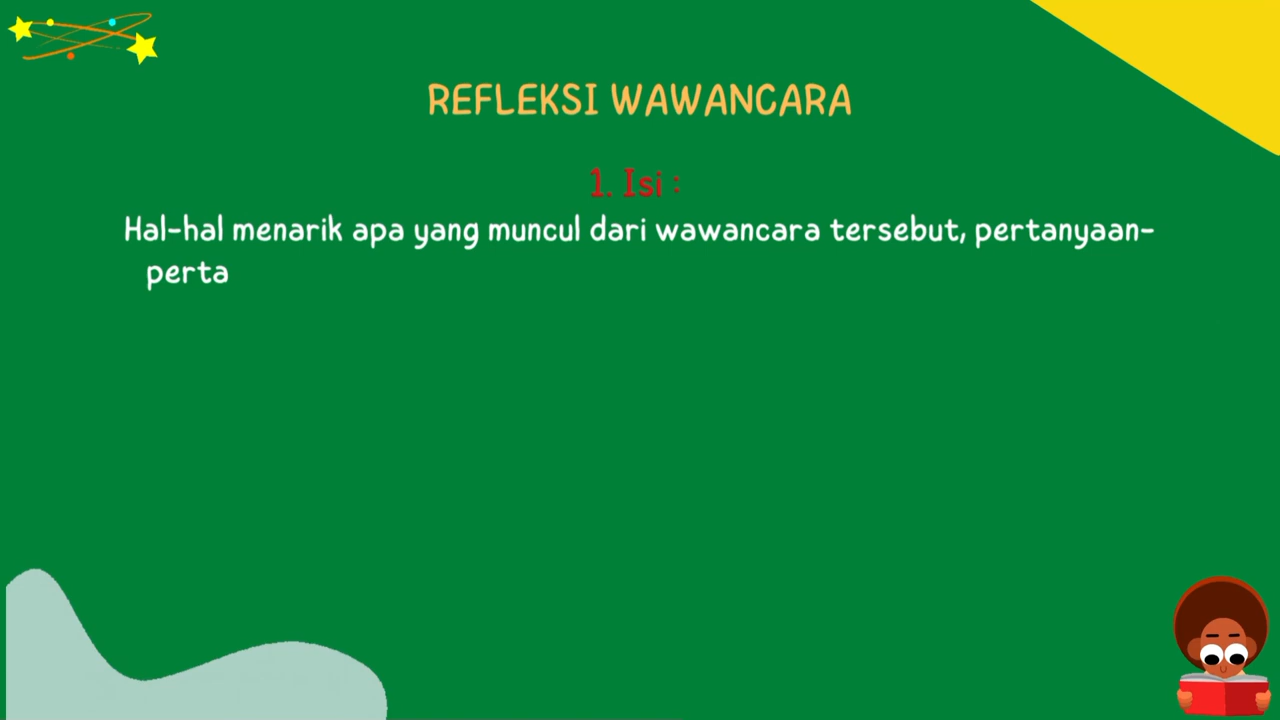 REFLEKSI WAWANCARA
1. Isi :
Hal-hal menarik apa yang muncul dari wawancara tersebut, pertanyaan-
perta